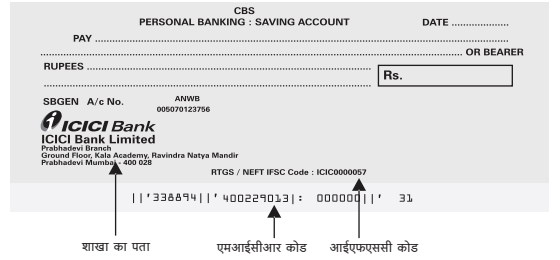 CBS
PERSONAL BANKING : SAVING ACCOUNT DATE ..................
PAY ..............................................................................................................
.............................................................................................................. OR BEARER
RUPEES ..............................................................................
.............................................................................................. Rs.
SBGEN A/c No. ANWB
005070123756
ICICI Bank
ICICI Bank Limited
Prabhadevi Branch
Ground Floor, Kala Academy, Ravindra Natya Mandir
Prabhadevi Mumbai - 400 028
RTGS / NEFT IFSC Code : ICIC0000057
||'338894||' 400229013|: 000000||' 31
शाखा का पता एमआईसीआर कोड आईएफएससी कोड